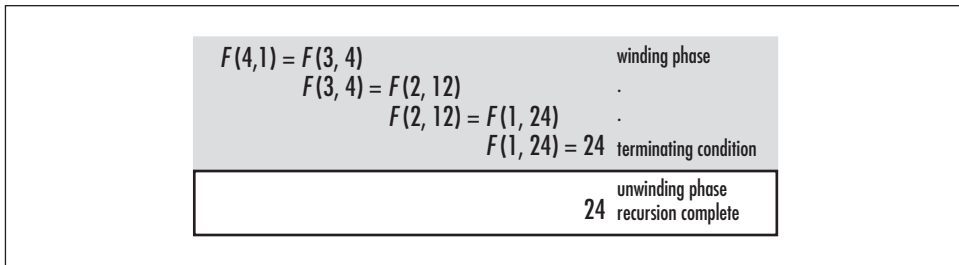 F(4,1) = F(3, 4) winding phase
F(3, 4) = F(2, 12) .
F(2, 12) = F(1, 24) .
F(1, 24) = 24 terminating condition
unwinding phase
24 recursion complete